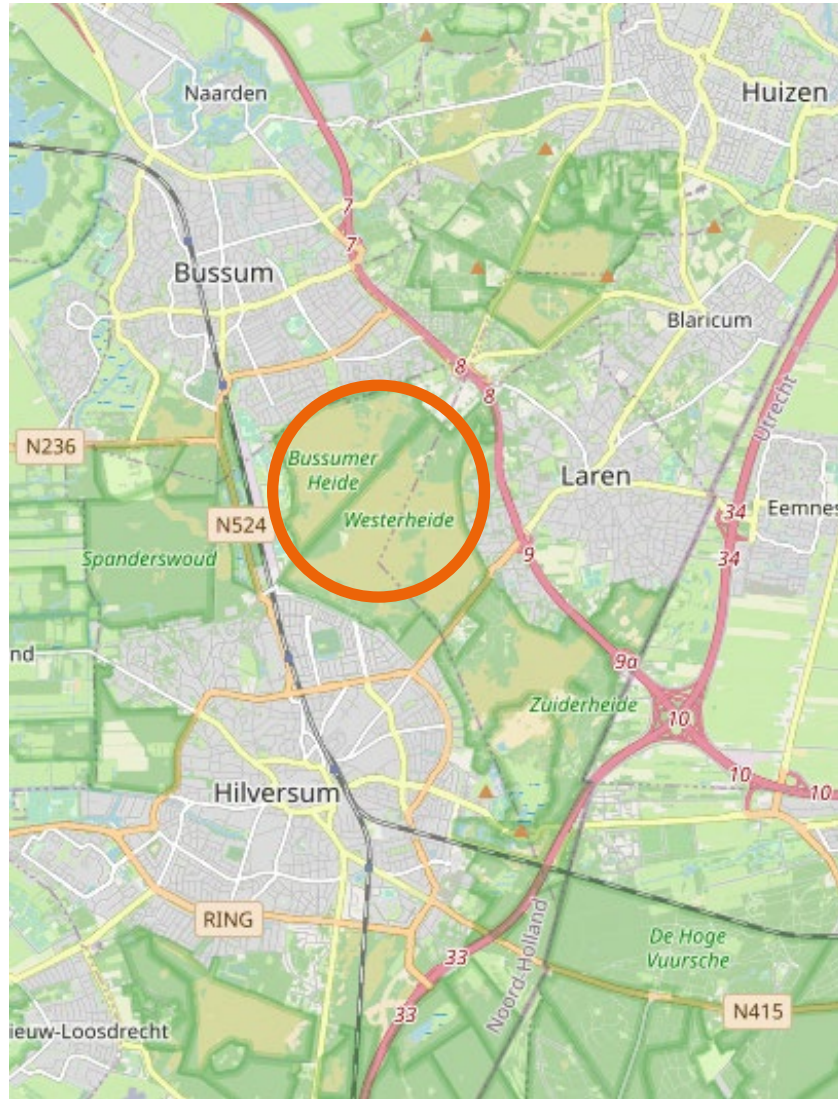 Naarden
Huizen
7
7
Bussum
Blaricum
8
8
Utrecht
N236
Bussumer
Heide
Laren
Westerheide
N524
34
Eemnes
Spanderswoud
9
34
nd
9a
Zuiderheide
10
10
10
Hilversum
RING
De Hoge
Vuursche
33
Noord-Holland
33
N415
ieuw-Loosdrecht